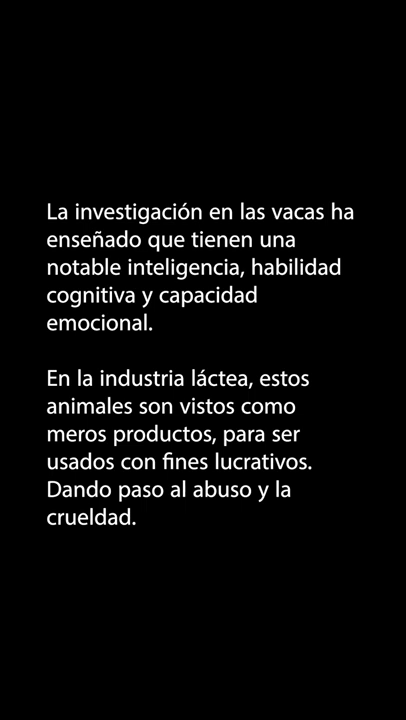 La investigación en las vacas ha
enseñado que tienen una
notable inteligencia, habilidad
cognitiva y capacidad
emocional.
En la industria láctea, estos
animales son vistos como
meros productos, para ser
usados con fines lucrativos.
Dando paso al abuso y la
crueldad.